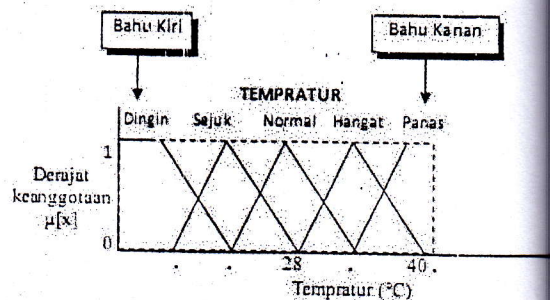 Bahu Kiri
Bahu Kanan
TEMPRATUR
Dingin Sejuk Normal Hangat Panas
1
Derajat
keanggotaan
μ[x]
0
28 40
Tempratur (°C)